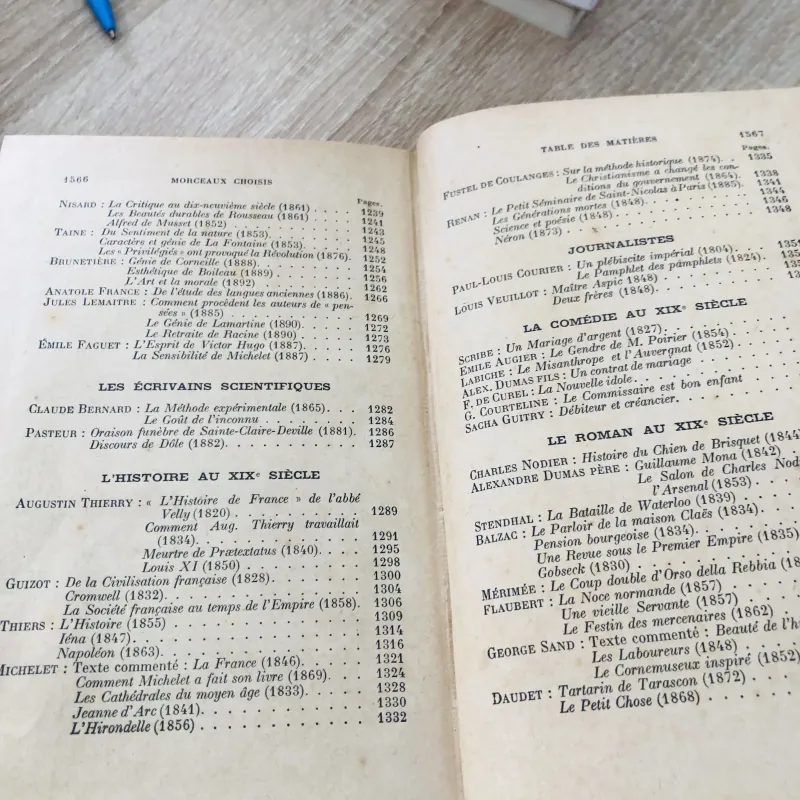 1566 MORCEAUX CHOISIS
Pages.
NISARD : La Critique au dix-neuvième siècle (1861) . . . . 1239
Les Beautés durables de Rousseau (1861) . . . . 1241
Alfred de Musset (1852) . . . . 1243
TAINE : Du Sentiment de la nature (1853). . . . 1245
Caractère et génie de La Fontaine (1853). . . . 1248
Les « Privilégiés » ont provoqué la Révolution (1876). 1252
BRUNETIÈRE : Génie de Corneille (1888). . . . 1254
Esthétique de Boileau (1889) . . . . 1256
L'Art et la morale (1892) . . . . 1262
ANATOLE FRANCE : De l'étude des langues anciennes (1886). 1266
JULES LEMAITRE : Comment procèdent les auteurs de « pen-
sées » (1885) . . . . 1269
Le Génie de Lamartine (1890). . . . 1272
Le Retraite de Racine (1890) . . . . 1273
ÉMILE FAGUET : L'Esprit de Victor Hugo (1887). . . . 1276
La Sensibilité de Michelet (1887) . . . . 1279
LES ÉCRIVAINS SCIENTIFIQUES
CLAUDE BERNARD : La Méthode expérimentale (1865). . . 1282
Le Goût de l'inconnu . . . . 1284
PASTEUR : Oraison funèbre de Sainte-Claire-Deville (1881). 1286
Discours de Dôle (1882). . . . 1287
L'HISTOIRE AU XIXe SIÈCLE
AUGUSTIN THIERRY : « L'Histoire de France » de l'abbé
Velly (1820) . . . . 1289
Comment Aug. Thierry travaillait
(1834). . . . 1291
Meurtre de Prætextatus (1840). . . . 1295
Louis XI (1850) . . . . 1298
GUIZOT : De la Civilisation française (1828). . . . 1300
Cromwell (1832). . . . 1304
La Société française au temps de l'Empire (1858). 1306
THIERS : L'Histoire (1855) . . . . 1309
Iéna (1847). . . . 1314
Napoléon (1863). . . . 1316
MICHELET : Texte commenté : La France (1846). . . . 1321
Comment Michelet a fait son livre (1869). . . . 1324
Les Cathédrales du moyen âge (1833). . . . 1328
Jeanne d'Arc (1841). . . . 1330
L'Hirondelle (1856) . . . . 1332
TABLE DES MATIÈRES 1567
Pages.
FUSTEL DE COULANGES : Sur la méthode historique (1874). . 1335
Le Christianisme a changé les con-
ditions du gouvernement (1864). 1338
RENAN : Le Petit Séminaire de Saint-Nicolas à Paris (1885). 1341
Les Générations mortes (1848) . . . . 1344
Science et poésie (1848) . . . . 1346
Néron (1873) . . . . 1348
JOURNALISTES
PAUL-LOUIS COURIER : Un plébiscite impérial (1804). . . .
Le Pamphlet des pamphlets (1824).
LOUIS VEUILLOT : Maître Aspic 1848) . . . .
Deux frères (1848). . . .
LA COMÉDIE AU XIXe SIÈCLE
SCRIBE : Un Mariage d'argent (1827). . . .
ÉMILE AUGIER : Le Gendre de M. Poirier (1854) . . . .
LABICHE : Le Misanthrope et l'Auvergnat (1852) . . . .
ALEX. DUMAS FILS : Un contrat de mariage . . . .
F. DE CUREL : La Nouvelle idole. . . .
G. COURTELINE : Le Commissaire est bon enfant
SACHA GUITRY : Débiteur et créancier. . . .
LE ROMAN AU XIXe SIÈCLE
CHARLES NODIER : Histoire du Chien de Brisquet (1844)
ALEXANDRE DUMAS PÈRE : Guillaume Mona (1842) .
Le Salon de Charles
l'Arsenal (1853) . . . .
STENDHAL : La Bataille de Waterloo (1839) . . . .
BALZAC : Le Parloir de la maison Claës (1834). . . .
Pension bourgeoise (1834). . . .
Une Revue sous le Premier Empire (1835)
Gobseck (1830) . . . .
MÉRIMÉE : Le Coup double d'Orso della Rebbia
FLAUBERT : La Noce normande (1857) . . . .
Une vieille Servante (1857) . . . .
Le Festin des mercenaires (1862) . . . .
GEORGE SAND : Texte commenté : Beauté de
Les Laboureurs (1848) . . . .
Le Cornemuseux inspiré (1852)
DAUDET : Tartarin de Tarascon (1872) . . . .
Le Petit Chose (1868) . . . .